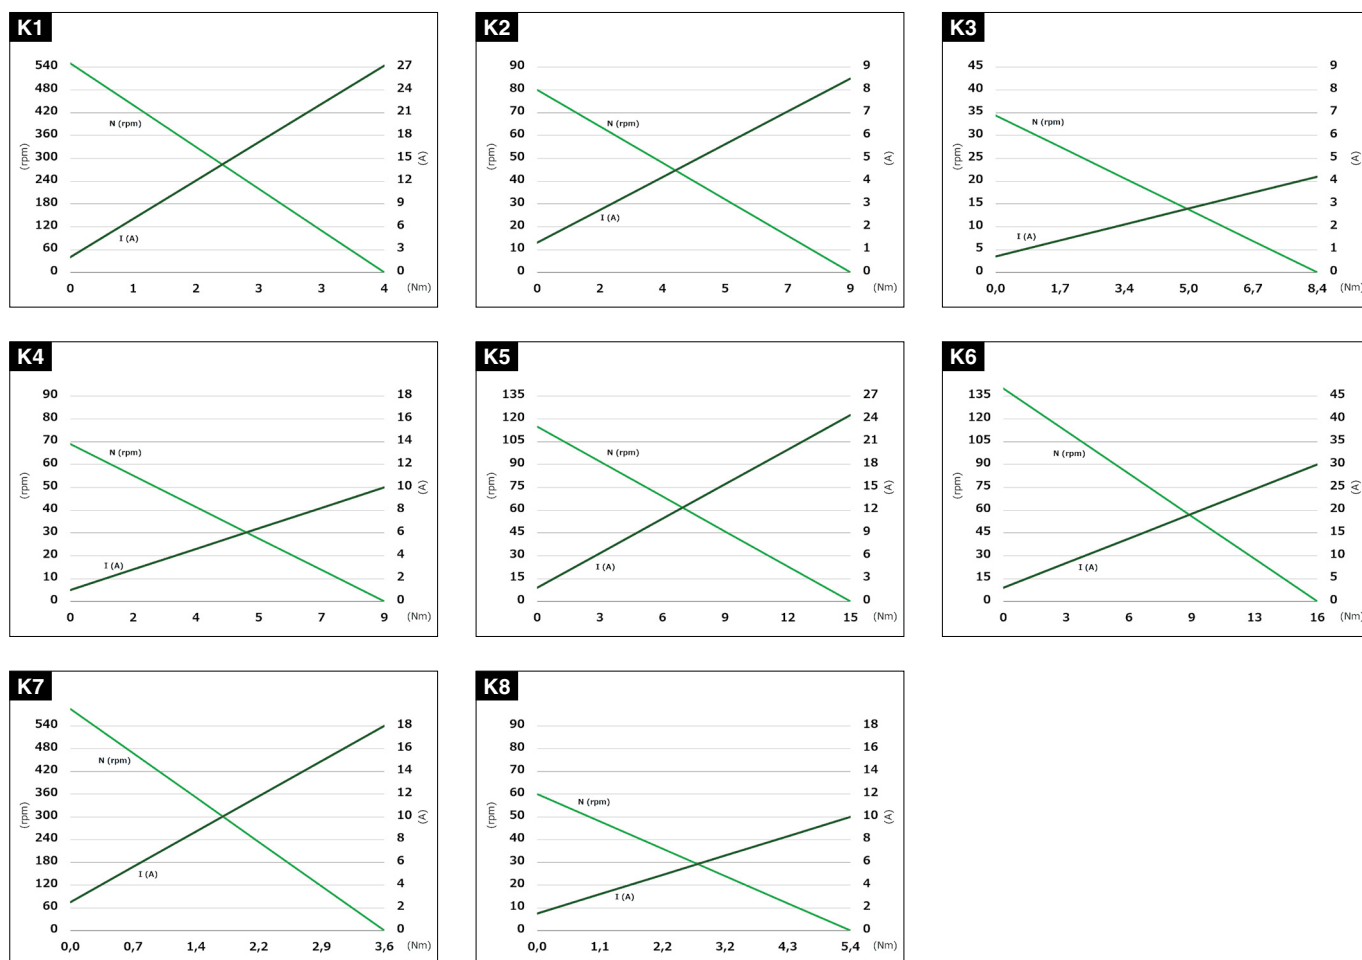 K1
540 27
480 24
420 21
N (rpm)
360 18
300 15
(rpm) (A)
240 12
180 9
120 6
I (A)
60 3
0 0
0 1 2 3 3 4 (Nm)
K2
90 9
80 8
70 7
N (rpm)
60 6
50 5
(rpm) (A)
40 4
30 3
I (A)
20 2
10 1
0 0
0 2 4 5 7 9 (Nm)
K3
45 9
40 8
35 7
N (rpm)
30 6
25 5
(rpm) (A)
20 4
15 3
10 2
I (A)
5 1
0 0
0,0 1,7 3,4 5,0 6,7 8,4 (Nm)
K4
90 18
80 16
70 14
N (rpm)
60 12
50 10
(rpm) (A)
40 8
30 6
20 4
I (A)
10 2
0 0
0 2 4 5 7 9 (Nm)
K5
135 27
120 24
105 21
N (rpm)
90 18
75 15
(rpm) (A)
60 12
45 9
30 6
I (A)
15 3
0 0
0 3 6 9 12 15 (Nm)
K6
135 45
120 40
105 35
N (rpm)
90 30
75 25
(rpm) (A)
60 20
45 15
30 10
I (A)
15 5
0 0
0 3 6 9 13 16 (Nm)
K7
540 18
480 16
N (rpm)
420 14
360 12
300 10
(rpm) (A)
240 8
180 6
I (A)
120 4
60 2
0 0
0,0 0,7 1,4 2,2 2,9 3,6 (Nm)
K8
90 18
80 16
70 14
60 12
N (rpm)
50 10
(rpm) (A)
40 8
30 6
20 4
I (A)
10 2
0 0
0,0 1,1 2,2 3,2 4,3 5,4 (Nm)